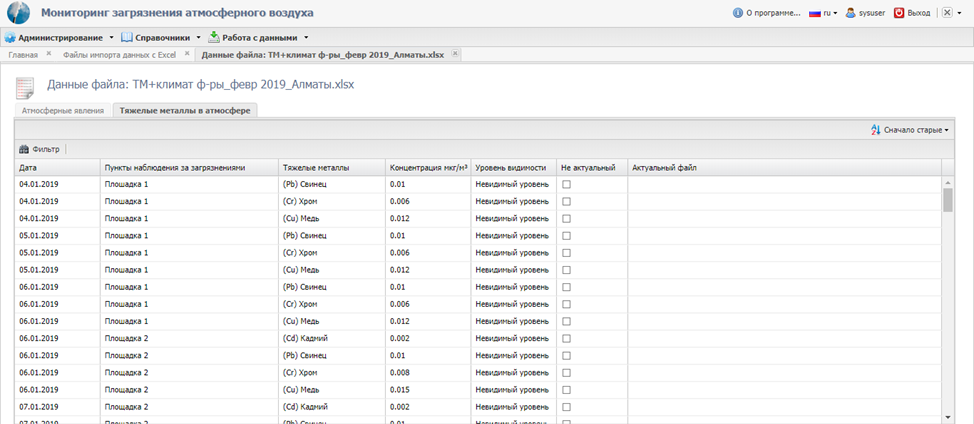 Мониторинг загрязнения атмосферного воздуха
О программе... ru sysuser Выход
Администрирование Справочники Работа с данными
Главная Файлы импорта данных с Excel Данные файла: ТМ+климат ф-ры_февр 2019_Алматы.xlsx
Данные файла: ТМ+климат ф-ры_февр 2019_Алматы.xlsx
Атмосферные явления Тяжелые металлы в атмосфере
Сначало старые
Фильтр
Дата Пункты наблюдения за загрязнениями Тяжелые металлы Концентрация мкг/м³ Уровень видимости Не актуальный Актуальный файл
04.01.2019 Площадка 1 (Pb) Свинец 0.01 Невидимый уровень
04.01.2019 Площадка 1 (Cr) Хром 0.006 Невидимый уровень
04.01.2019 Площадка 1 (Cu) Медь 0.012 Невидимый уровень
05.01.2019 Площадка 1 (Pb) Свинец 0.01 Невидимый уровень
05.01.2019 Площадка 1 (Cr) Хром 0.006 Невидимый уровень
05.01.2019 Площадка 1 (Cu) Медь 0.012 Невидимый уровень
06.01.2019 Площадка 1 (Pb) Свинец 0.01 Невидимый уровень
06.01.2019 Площадка 1 (Cr) Хром 0.006 Невидимый уровень
06.01.2019 Площадка 1 (Cu) Медь 0.012 Невидимый уровень
06.01.2019 Площадка 2 (Cd) Кадмий 0.002 Невидимый уровень
06.01.2019 Площадка 2 (Pb) Свинец 0.01 Невидимый уровень
06.01.2019 Площадка 2 (Cr) Хром 0.008 Невидимый уровень
06.01.2019 Площадка 2 (Cu) Медь 0.015 Невидимый уровень
07.01.2019 Площадка 2 (Cd) Кадмий 0.002 Невидимый уровень
07.01.2019 Площадка 2 (Pb) Свинец 0.01 Невидимый уровень